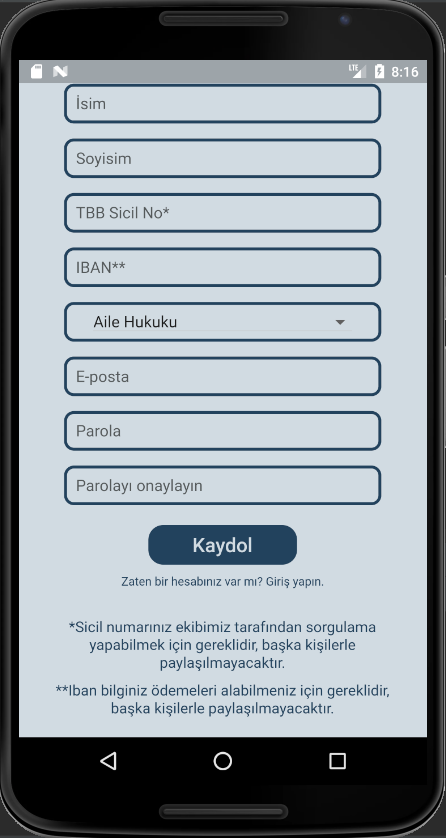 LTE 8:16
İsim
Soyisim
TBB Sicil No*
IBAN**
Aile Hukuku
E-posta
Parola
Parolayı onaylayın
Kaydol
Zaten bir hesabınız var mı? Giriş yapın.
*Sicil numarınız ekibimiz tarafından sorgulama
yapabilmek için gereklidir, başka kişilerle
paylaşılmayacaktır.
**Iban bilginiz ödemeleri alabilmeniz için gereklidir,
başka kişilerle paylaşılmayacaktır.